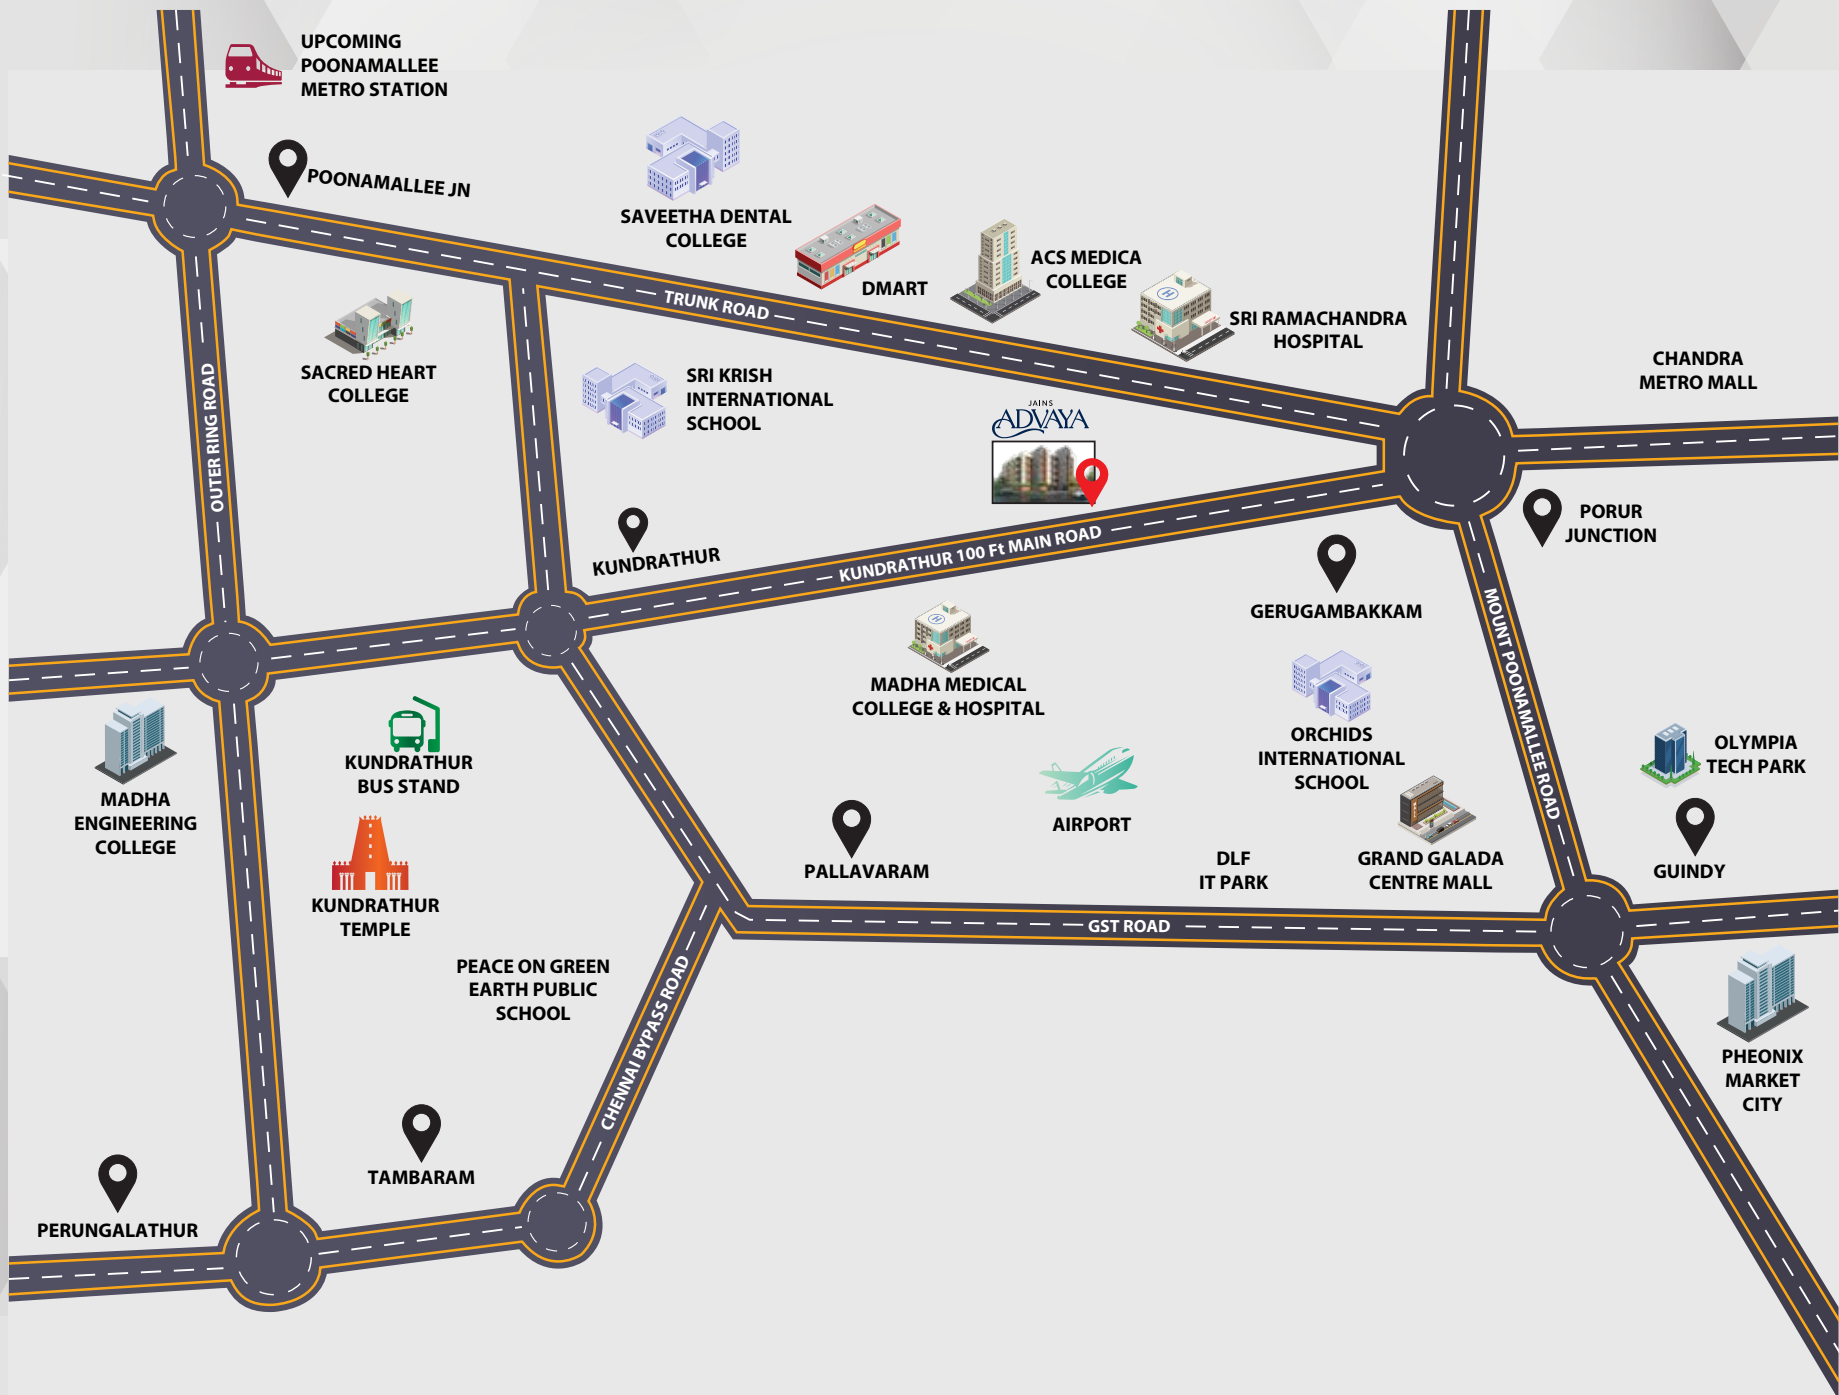 UPCOMING
POONAMALLEE
METRO STATION
POONAMALLEE JN
SAVEETHA DENTAL
COLLEGE
DMART
ACS MEDICA
COLLEGE
SRI RAMACHANDRA
HOSPITAL
TRUNK ROAD
CHANDRA
METRO MALL
SACRED HEART
COLLEGE
OUTER RING ROAD
SRI KRISH
INTERNATIONAL
SCHOOL
JAINS
ADVAYA
KUNDRATHUR
KUNDRATHUR 100 Ft MAIN ROAD
PORUR
JUNCTION
GERUGAMBAKKAM
MOUNT POONAMALLEE ROAD
MADHA MEDICAL
COLLEGE & HOSPITAL
ORCHIDS
INTERNATIONAL
SCHOOL
OLYMPIA
TECH PARK
KUNDRATHUR
BUS STAND
MADHA
ENGINEERING
COLLEGE
AIRPORT
PALLAVARAM
DLF
IT PARK
GRAND GALADA
CENTRE MALL
GUINDY
KUNDRATHUR
TEMPLE
GST ROAD
PEACE ON GREEN
EARTH PUBLIC
SCHOOL
CHENNAI BYPASS ROAD
PHEONIX
MARKET
CITY
TAMBARAM
PERUNGALATHUR